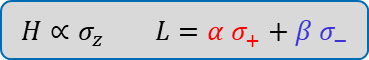 H ∝ σ_z L = α σ_+ + β σ_−